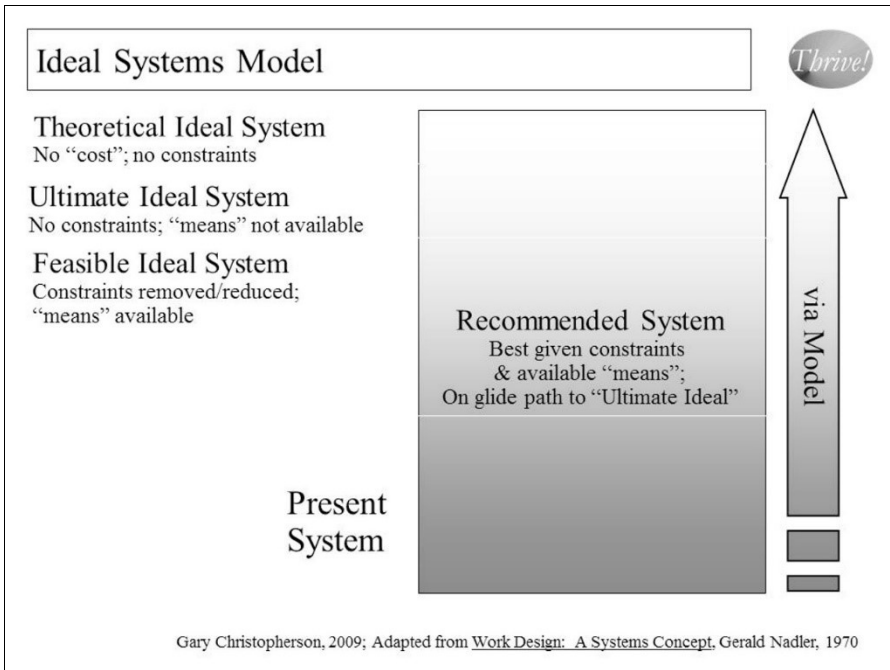 Ideal Systems Model
Thrive!
Theoretical Ideal System
No “cost”; no constraints
Ultimate Ideal System
No constraints; “means” not available
Feasible Ideal System
Constraints removed/reduced;
“means” available
Recommended System
Best given constraints
& available “means”;
On glide path to “Ultimate Ideal”
via Model
Present
System
Gary Christopherson, 2009; Adapted from Work Design: A Systems Concept, Gerald Nadler, 1970